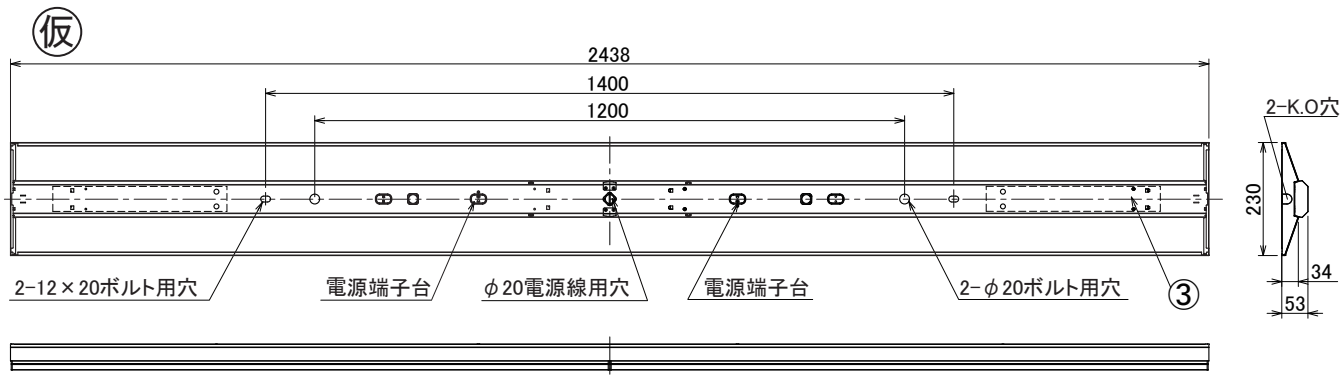 仮
2438
1400
1200
2-K.O穴
230
34
53
2-12×20ボルト用穴
電源端子台
φ20電源線用穴
電源端子台
2-φ20ボルト用穴
③